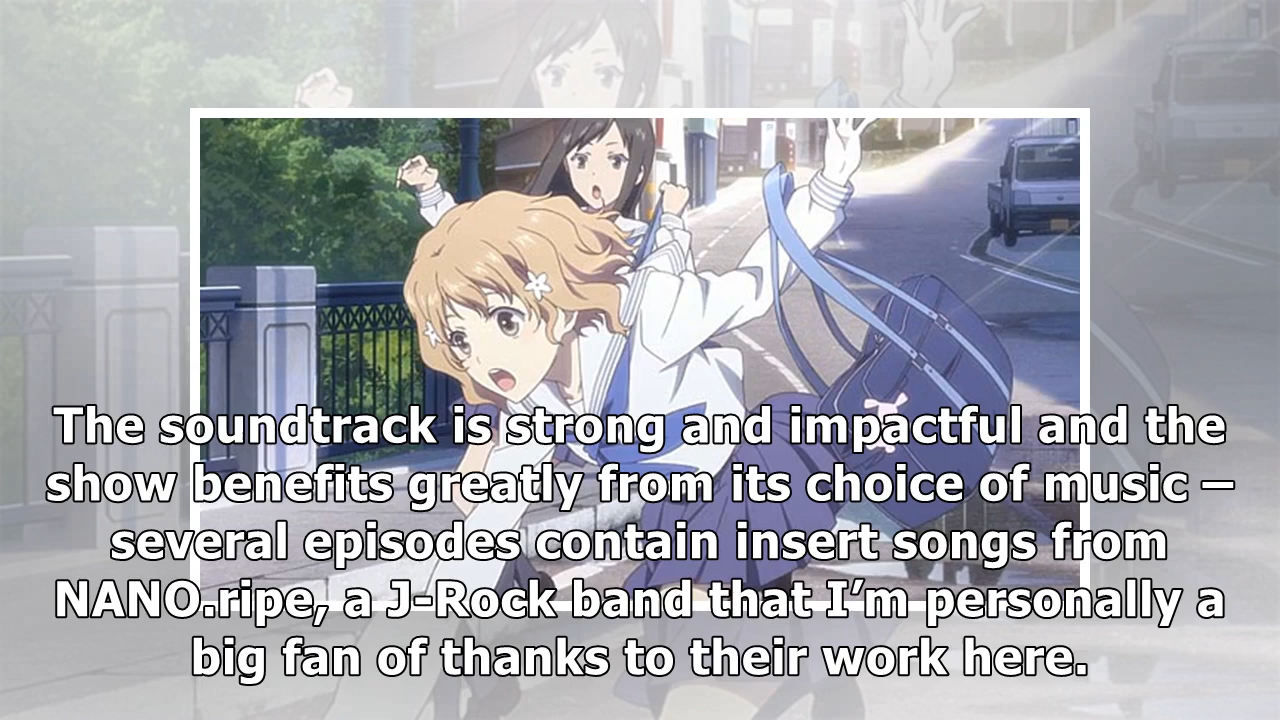 The soundtrack is strong and impactful and the
show benefits greatly from its choice of music –
several episodes contain insert songs from
NANO.ripe, a J-Rock band that I’m personally a
big fan of thanks to their work here.